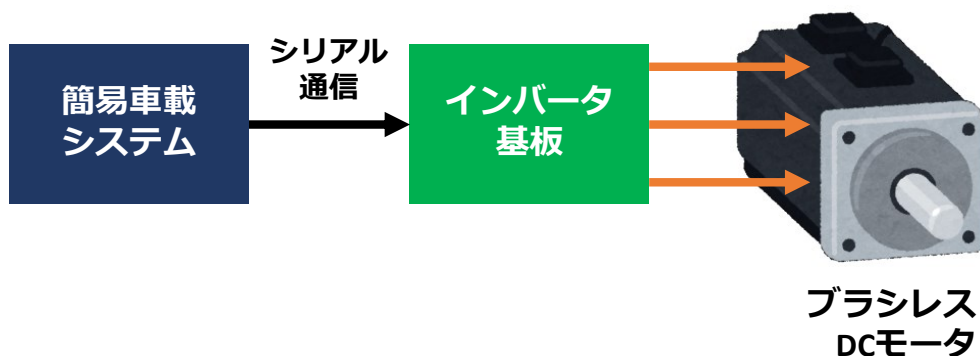 簡易車載
システム
シリアル
通信
インバータ
基板
ブラシレス
DCモータ